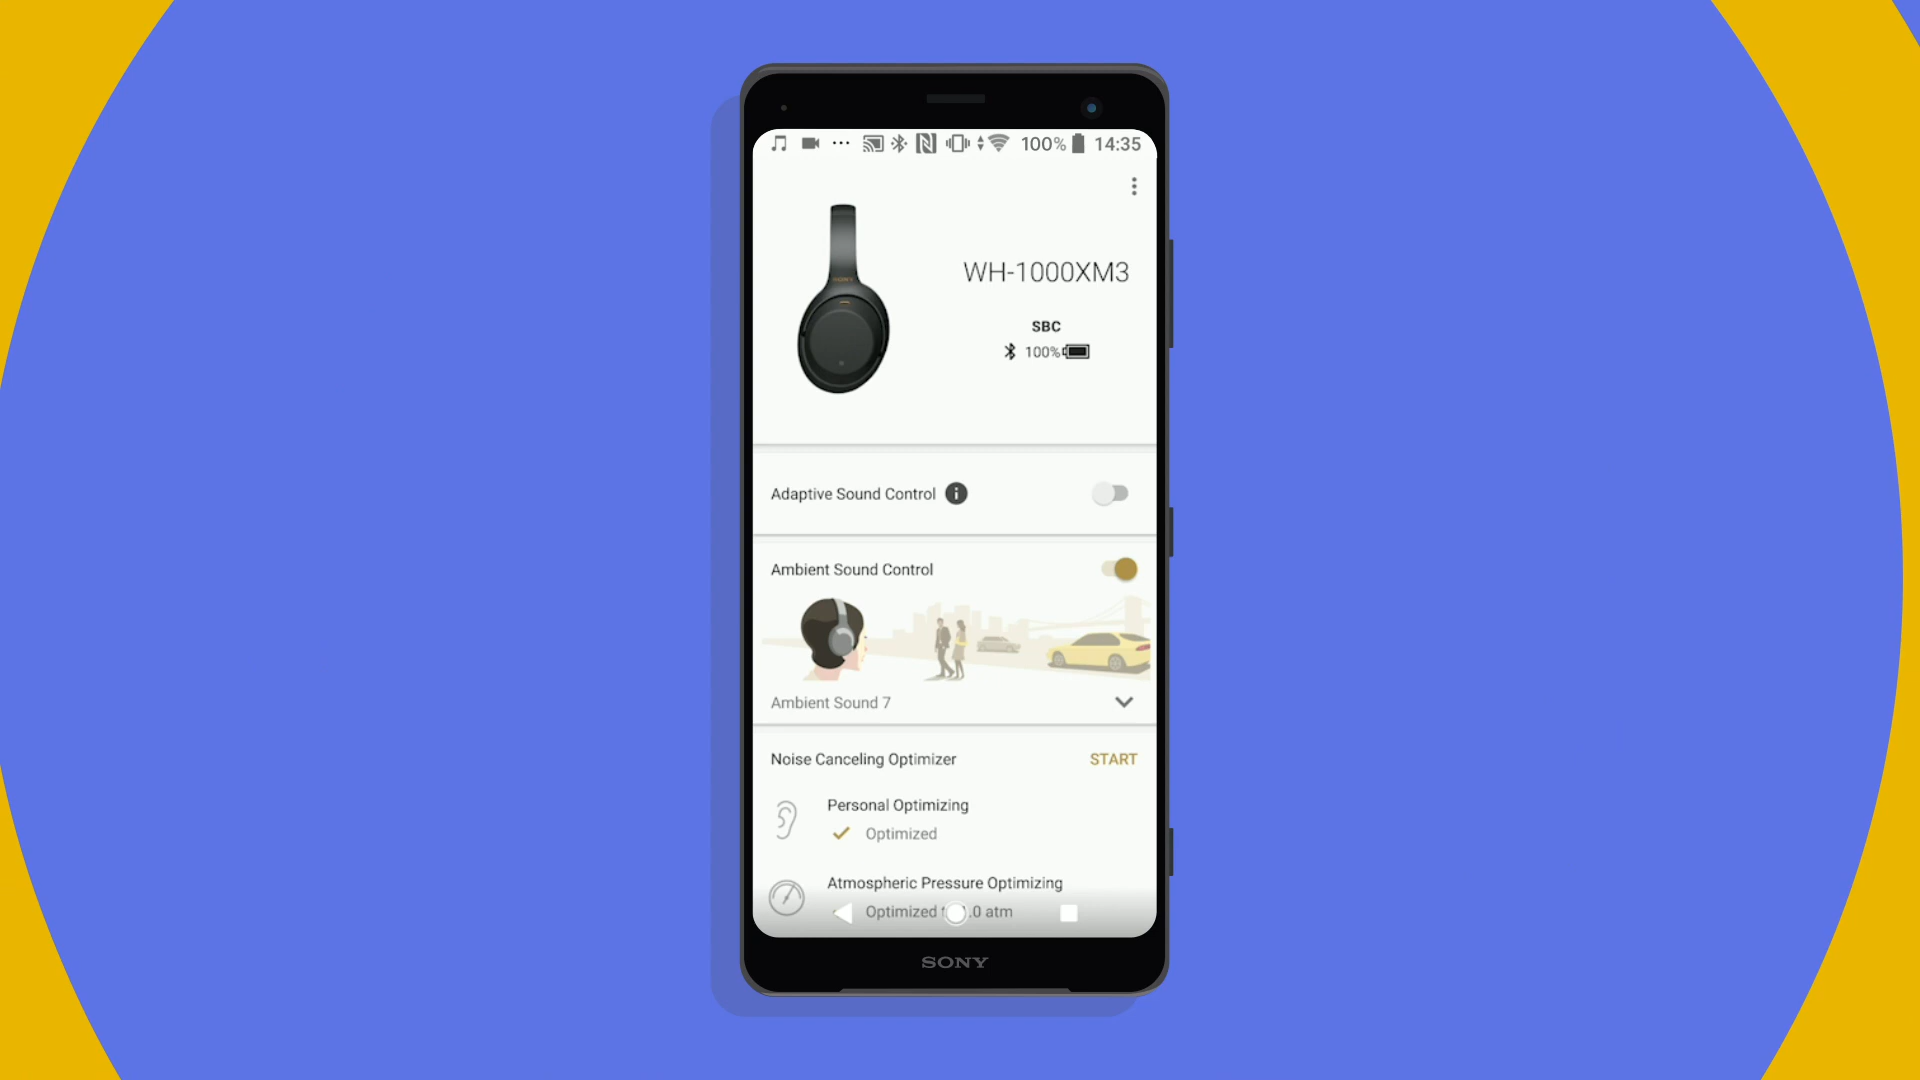 100% 14:35
WH-1000XM3
SBC
100%
Adaptive Sound Control
Ambient Sound Control
Ambient Sound 7
Noise Canceling Optimizer START
Personal Optimizing
Optimized
Atmospheric Pressure Optimizing
Optimized .0 atm
SONY